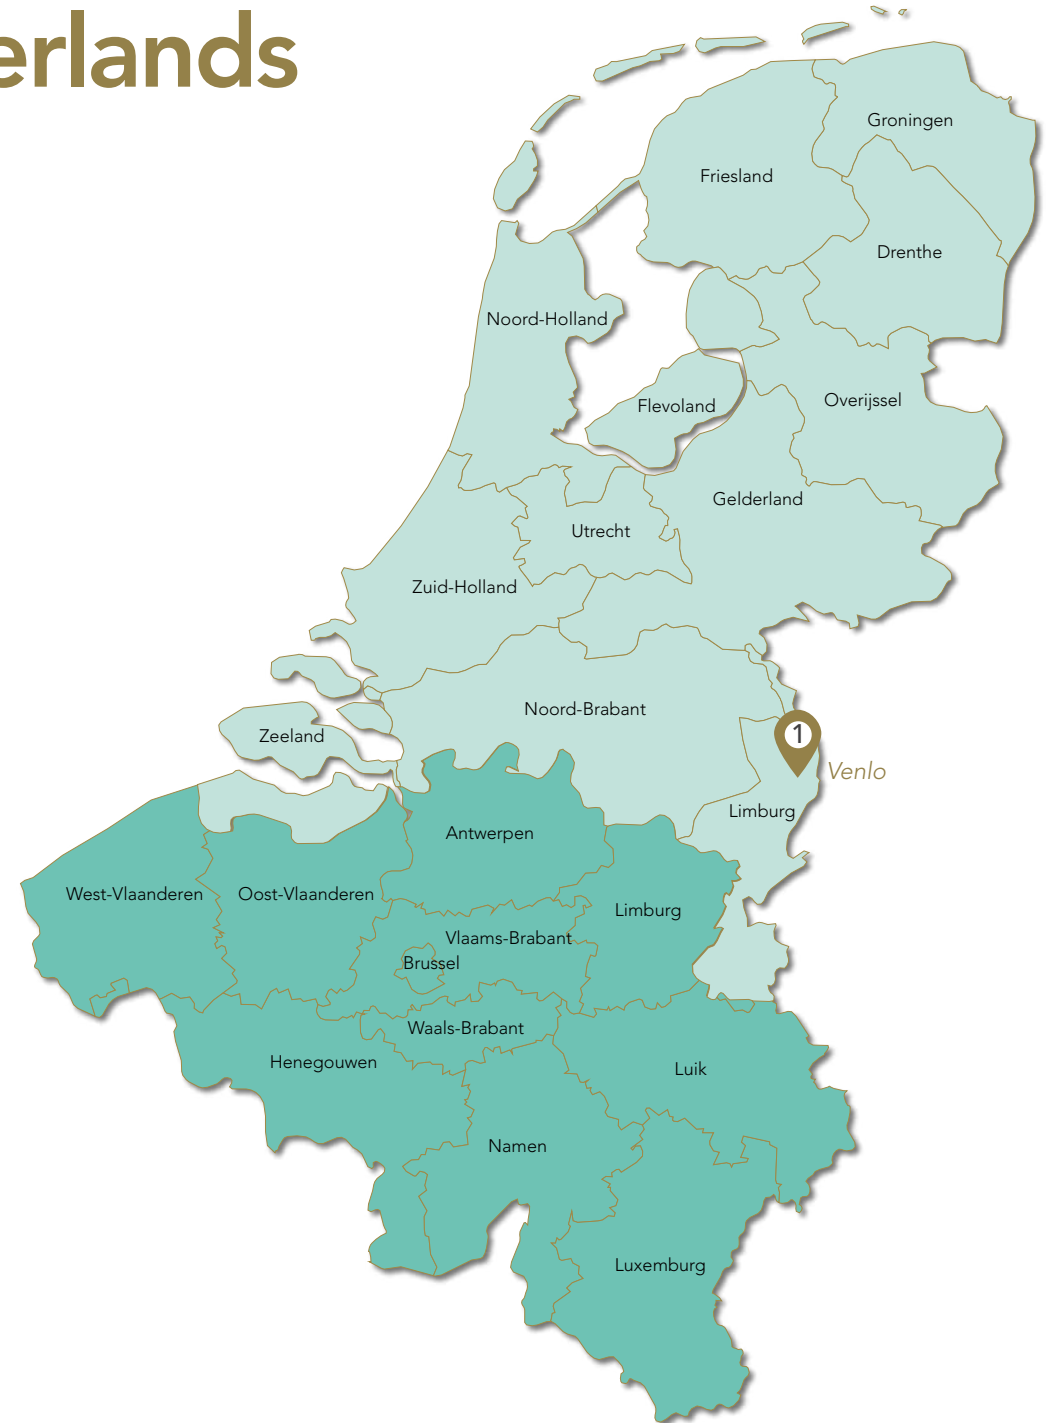 erlands
Groningen
Friesland
Drenthe
Noord-Holland
Overijssel
Flevoland
Gelderland
Utrecht
Zuid-Holland
Noord-Brabant
Zeeland
1
Venlo
Limburg
Antwerpen
West-Vlaanderen
Oost-Vlaanderen
Limburg
Vlaams-Brabant
Brussel
Waals-Brabant
Henegouwen
Luik
Namen
Luxemburg